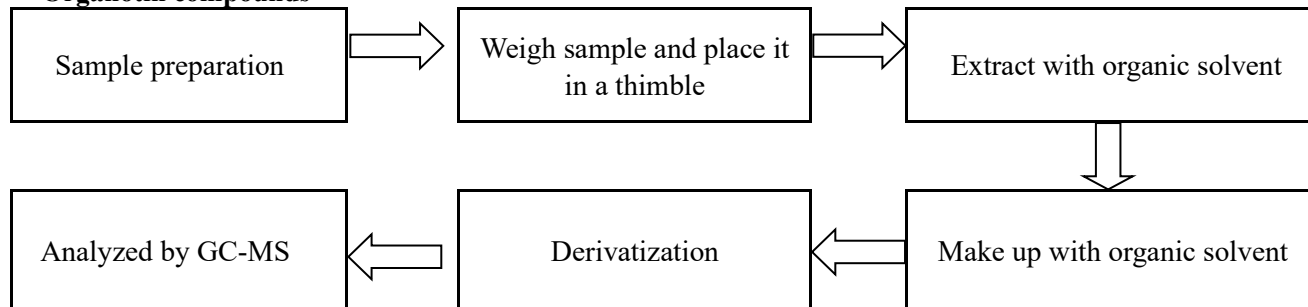 Organotin compounds
Sample preparation
Weigh sample and place it
in a thimble
Extract with organic solvent
Make up with organic solvent
Derivatization
Analyzed by GC-MS